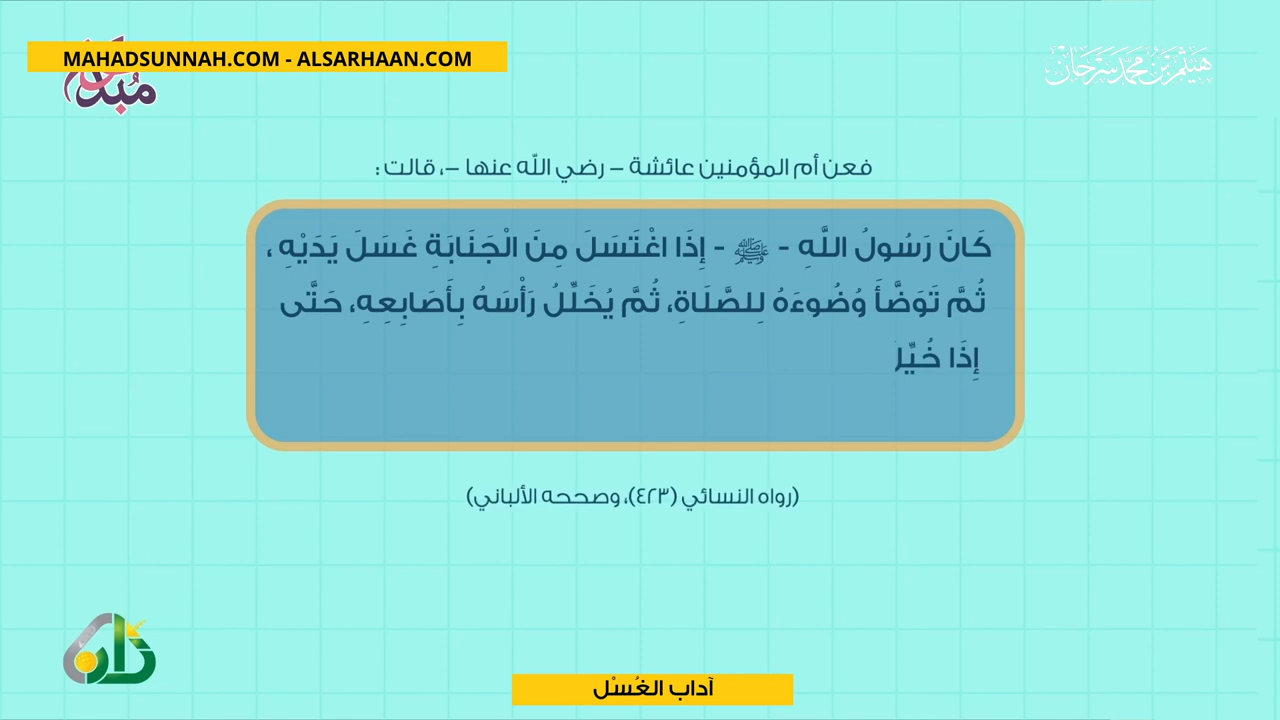 MAHADSUNNAH.COM - ALSARHAAN.COM
هيثم بن محمد سرحان
فعن أم المؤمنين عائشة – رضي الله عنها –، قالت :
كَانَ رَسُولُ اللَّهِ - ﷺ - إِذَا اغْتَسَلَ مِنَ الْجَنَابَةِ غَسَلَ يَدَيْهِ ،
ثُمَّ تَوَضَّأَ وُضُوءَهُ لِلصَّلَاةِ، ثُمَّ يُخَلِّلُ رَأْسَهُ بِأَصَابِعِهِ، حَتَّى
إِذَا خُيِّل
(رواه النسائي (٤٢٣)، وصححه الألباني)
آداب الغُسْل